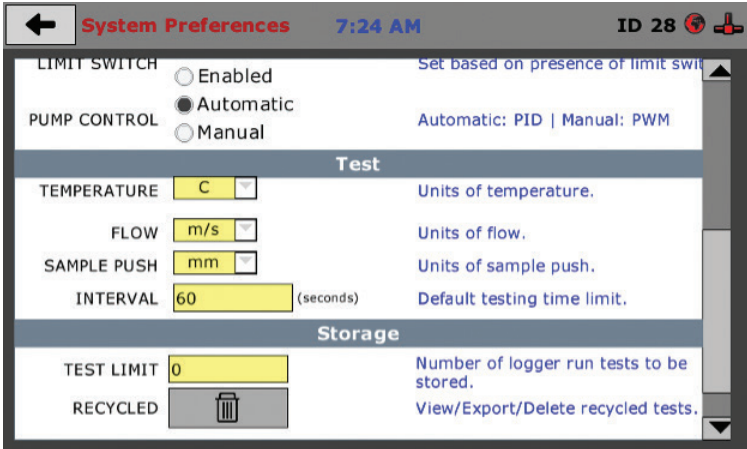 System Preferences 7:24 AM ID 28
LIMIT SWITCH Enabled Set based on presence of limit swit
PUMP CONTROL Automatic Automatic: PID | Manual: PWM
Manual
Test
TEMPERATURE C Units of temperature.
FLOW m/s Units of flow.
SAMPLE PUSH mm Units of sample push.
INTERVAL 60 (seconds) Default testing time limit.
Storage
TEST LIMIT 0 Number of logger run tests to be
stored.
RECYCLED View/Export/Delete recycled tests.